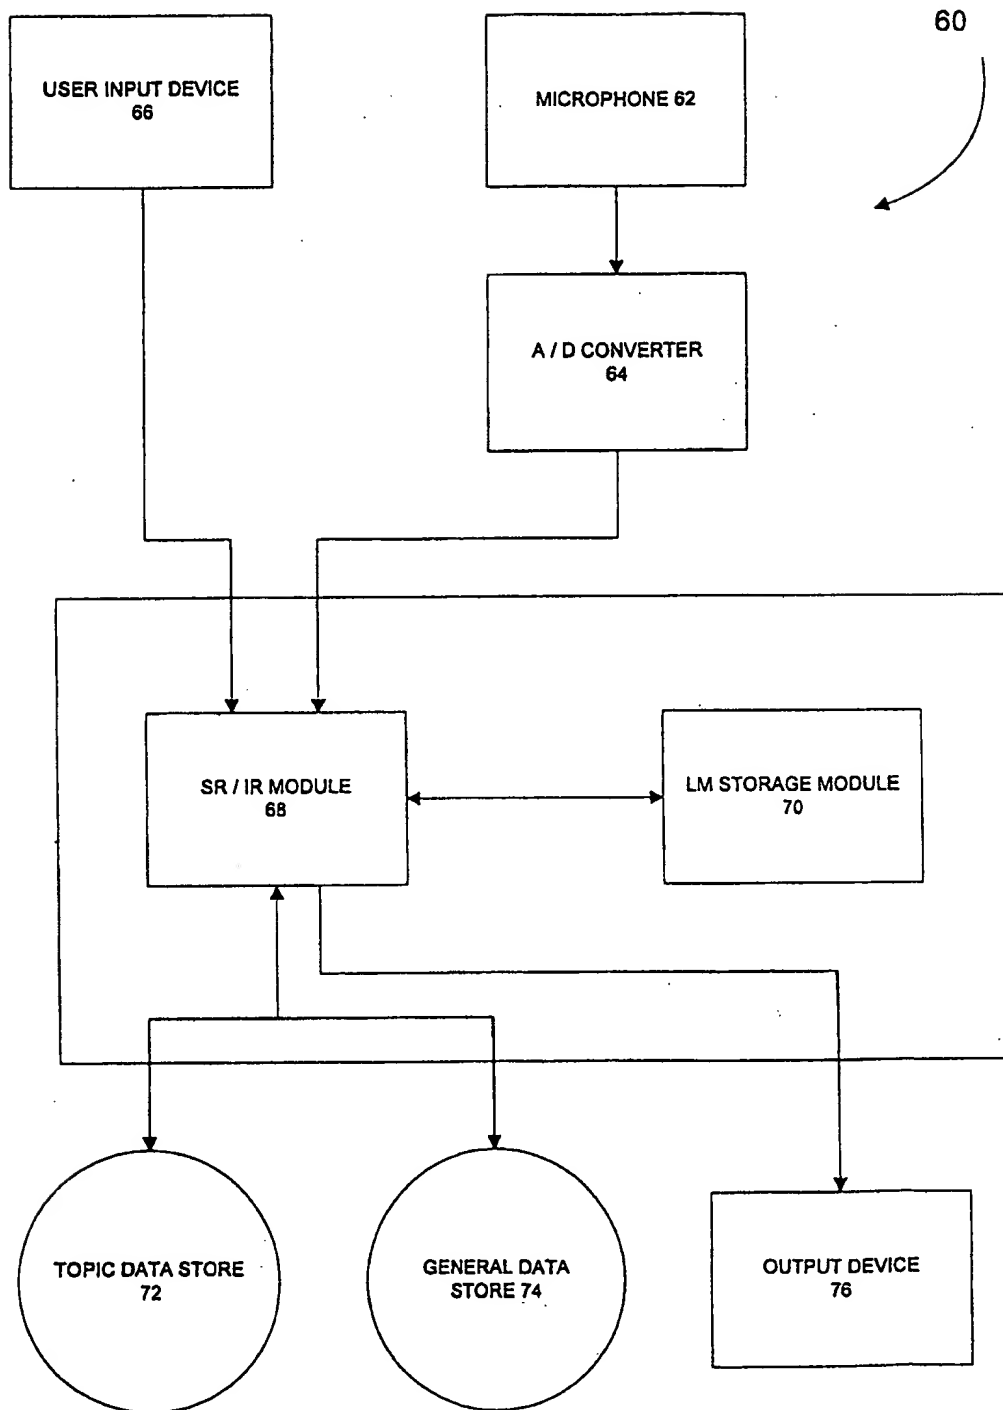 60
USER INPUT DEVICE
66
MICROPHONE 62
A / D CONVERTER
64
SR / IR MODULE
68
LM STORAGE MODULE
70
TOPIC DATA STORE
72
GENERAL DATA
STORE 74
OUTPUT DEVICE
76